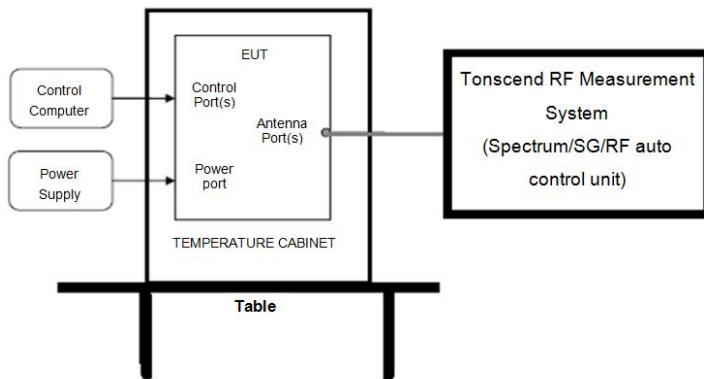 EUT
Control
Computer
Control
Port(s)
Antenna
Port(s)
Power
Supply
Power
port
TEMPERATURE CABINET
Table
Tonscend RF Measurement
System
(Spectrum/SG/RF auto
control unit)